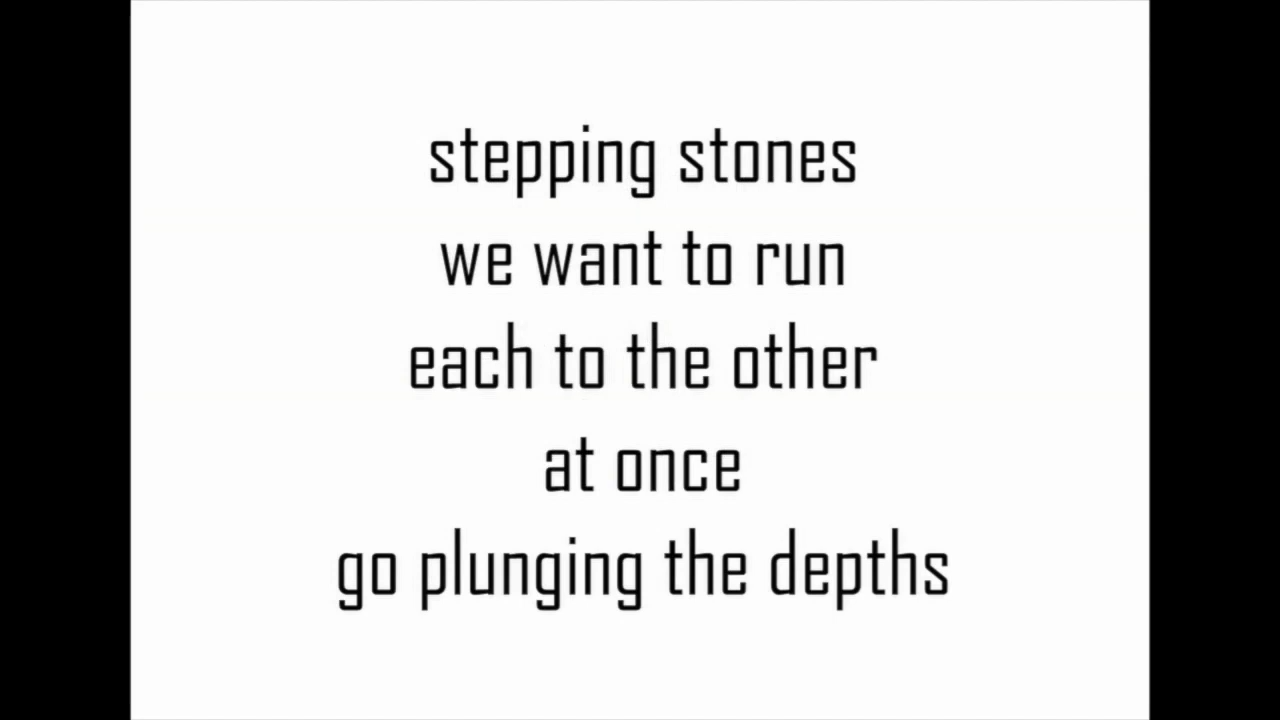 stepping stones
we want to run
each to the other
at once
go plunging the depths